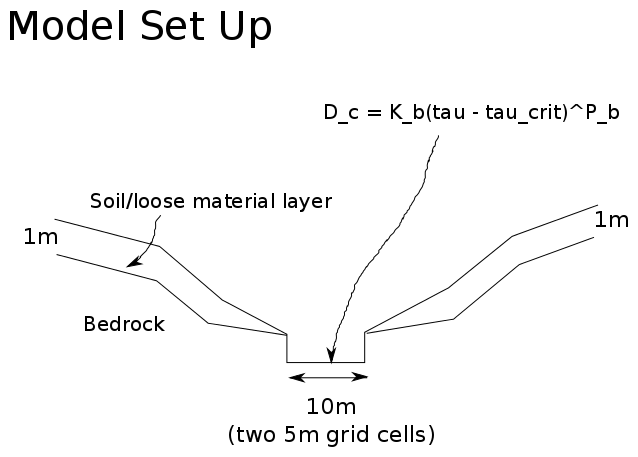 Model Set Up
D_c = K_b(tau - tau_crit)^P_b
Soil/loose material layer
1m
1m
Bedrock
10m
(two 5m grid cells)